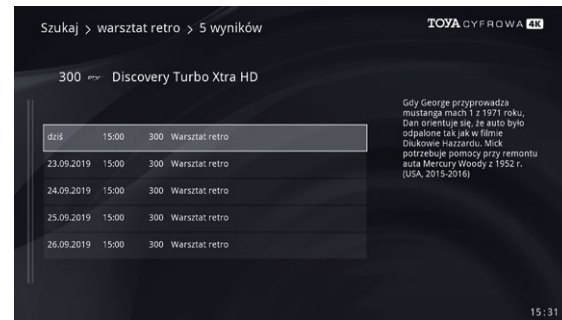 Szukaj > warsztat retro > 5 wyników
TOYA CYFROWA 4K
300 Discovery Turbo Xtra HD
Gdy George przyprowadza
mustanga mach 1 z 1971 roku,
Dan orientuje się, że auto było
odpalone tak jak w filmie
Diukowie Hazzardu. Mick
potrzebuje pomocy przy remontu
auta Mercury Woody z 1952 r.
(USA, 2015-2016)
dziś 15:00 300 Warsztat retro
23.09.2019 15:00 300 Warsztat retro
24.09.2019 15:00 300 Warsztat retro
25.09.2019 15:00 300 Warsztat retro
26.09.2019 15:00 300 Warsztat retro
15:31